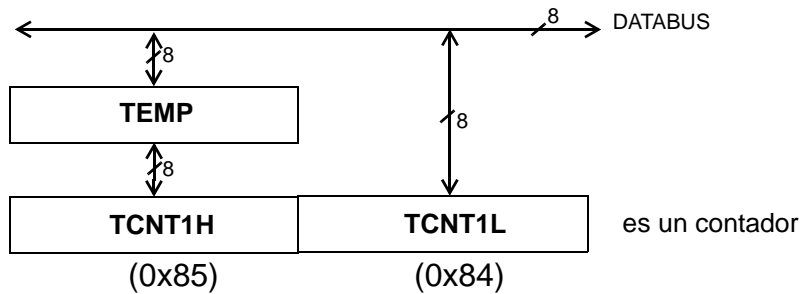 8 DATABUS
8
TEMP
8
8
TCNT1H TCNT1L es un contador
(0x85) (0x84)